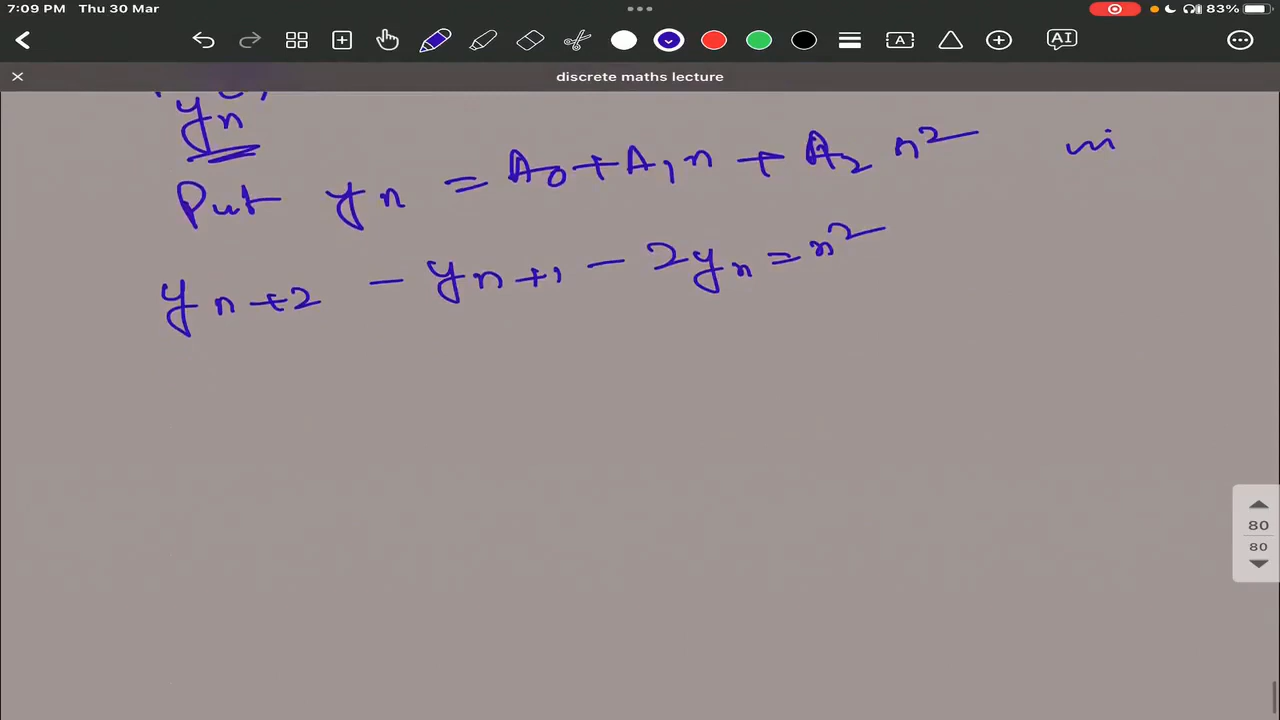 7:09 PM Thu 30 Mar
83%
AI
discrete maths lecture
yₙ
Put yₙ = A₀ + A₁n + A₂ n²
yₙ₊₂ - yₙ₊₁ - 2yₙ = n²
80
80